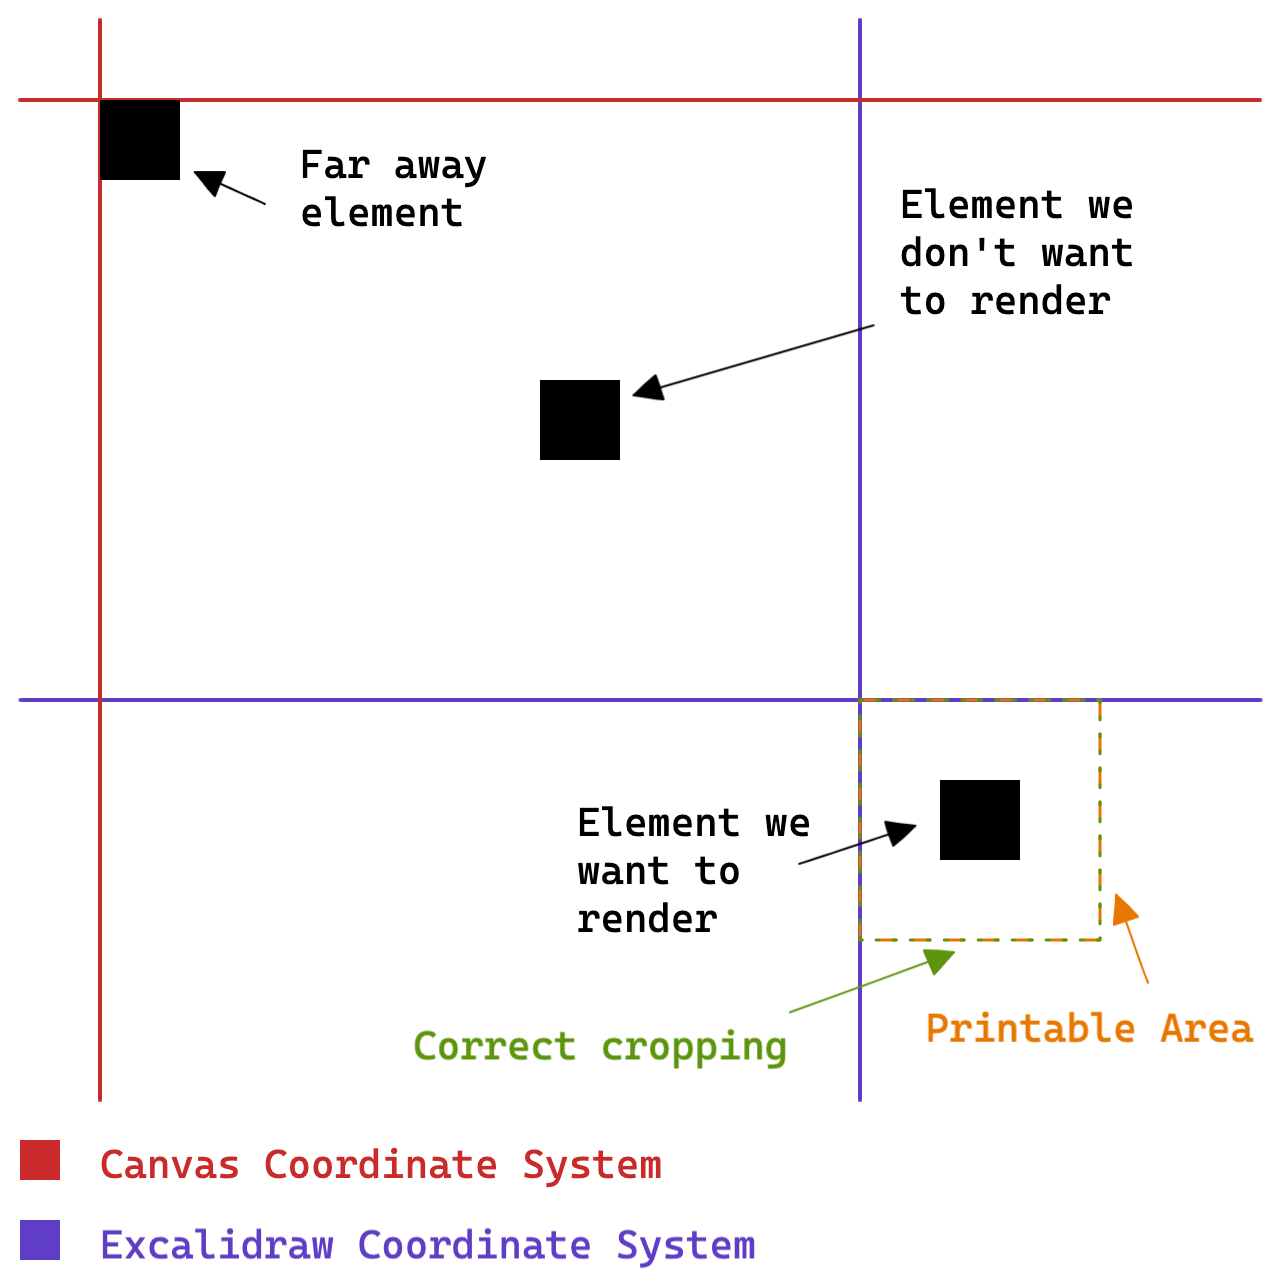 Far away
element
Element we
don't want
to render
Element we
want to
render
Correct cropping
Printable Area
Canvas Coordinate System
Excalidraw Coordinate System